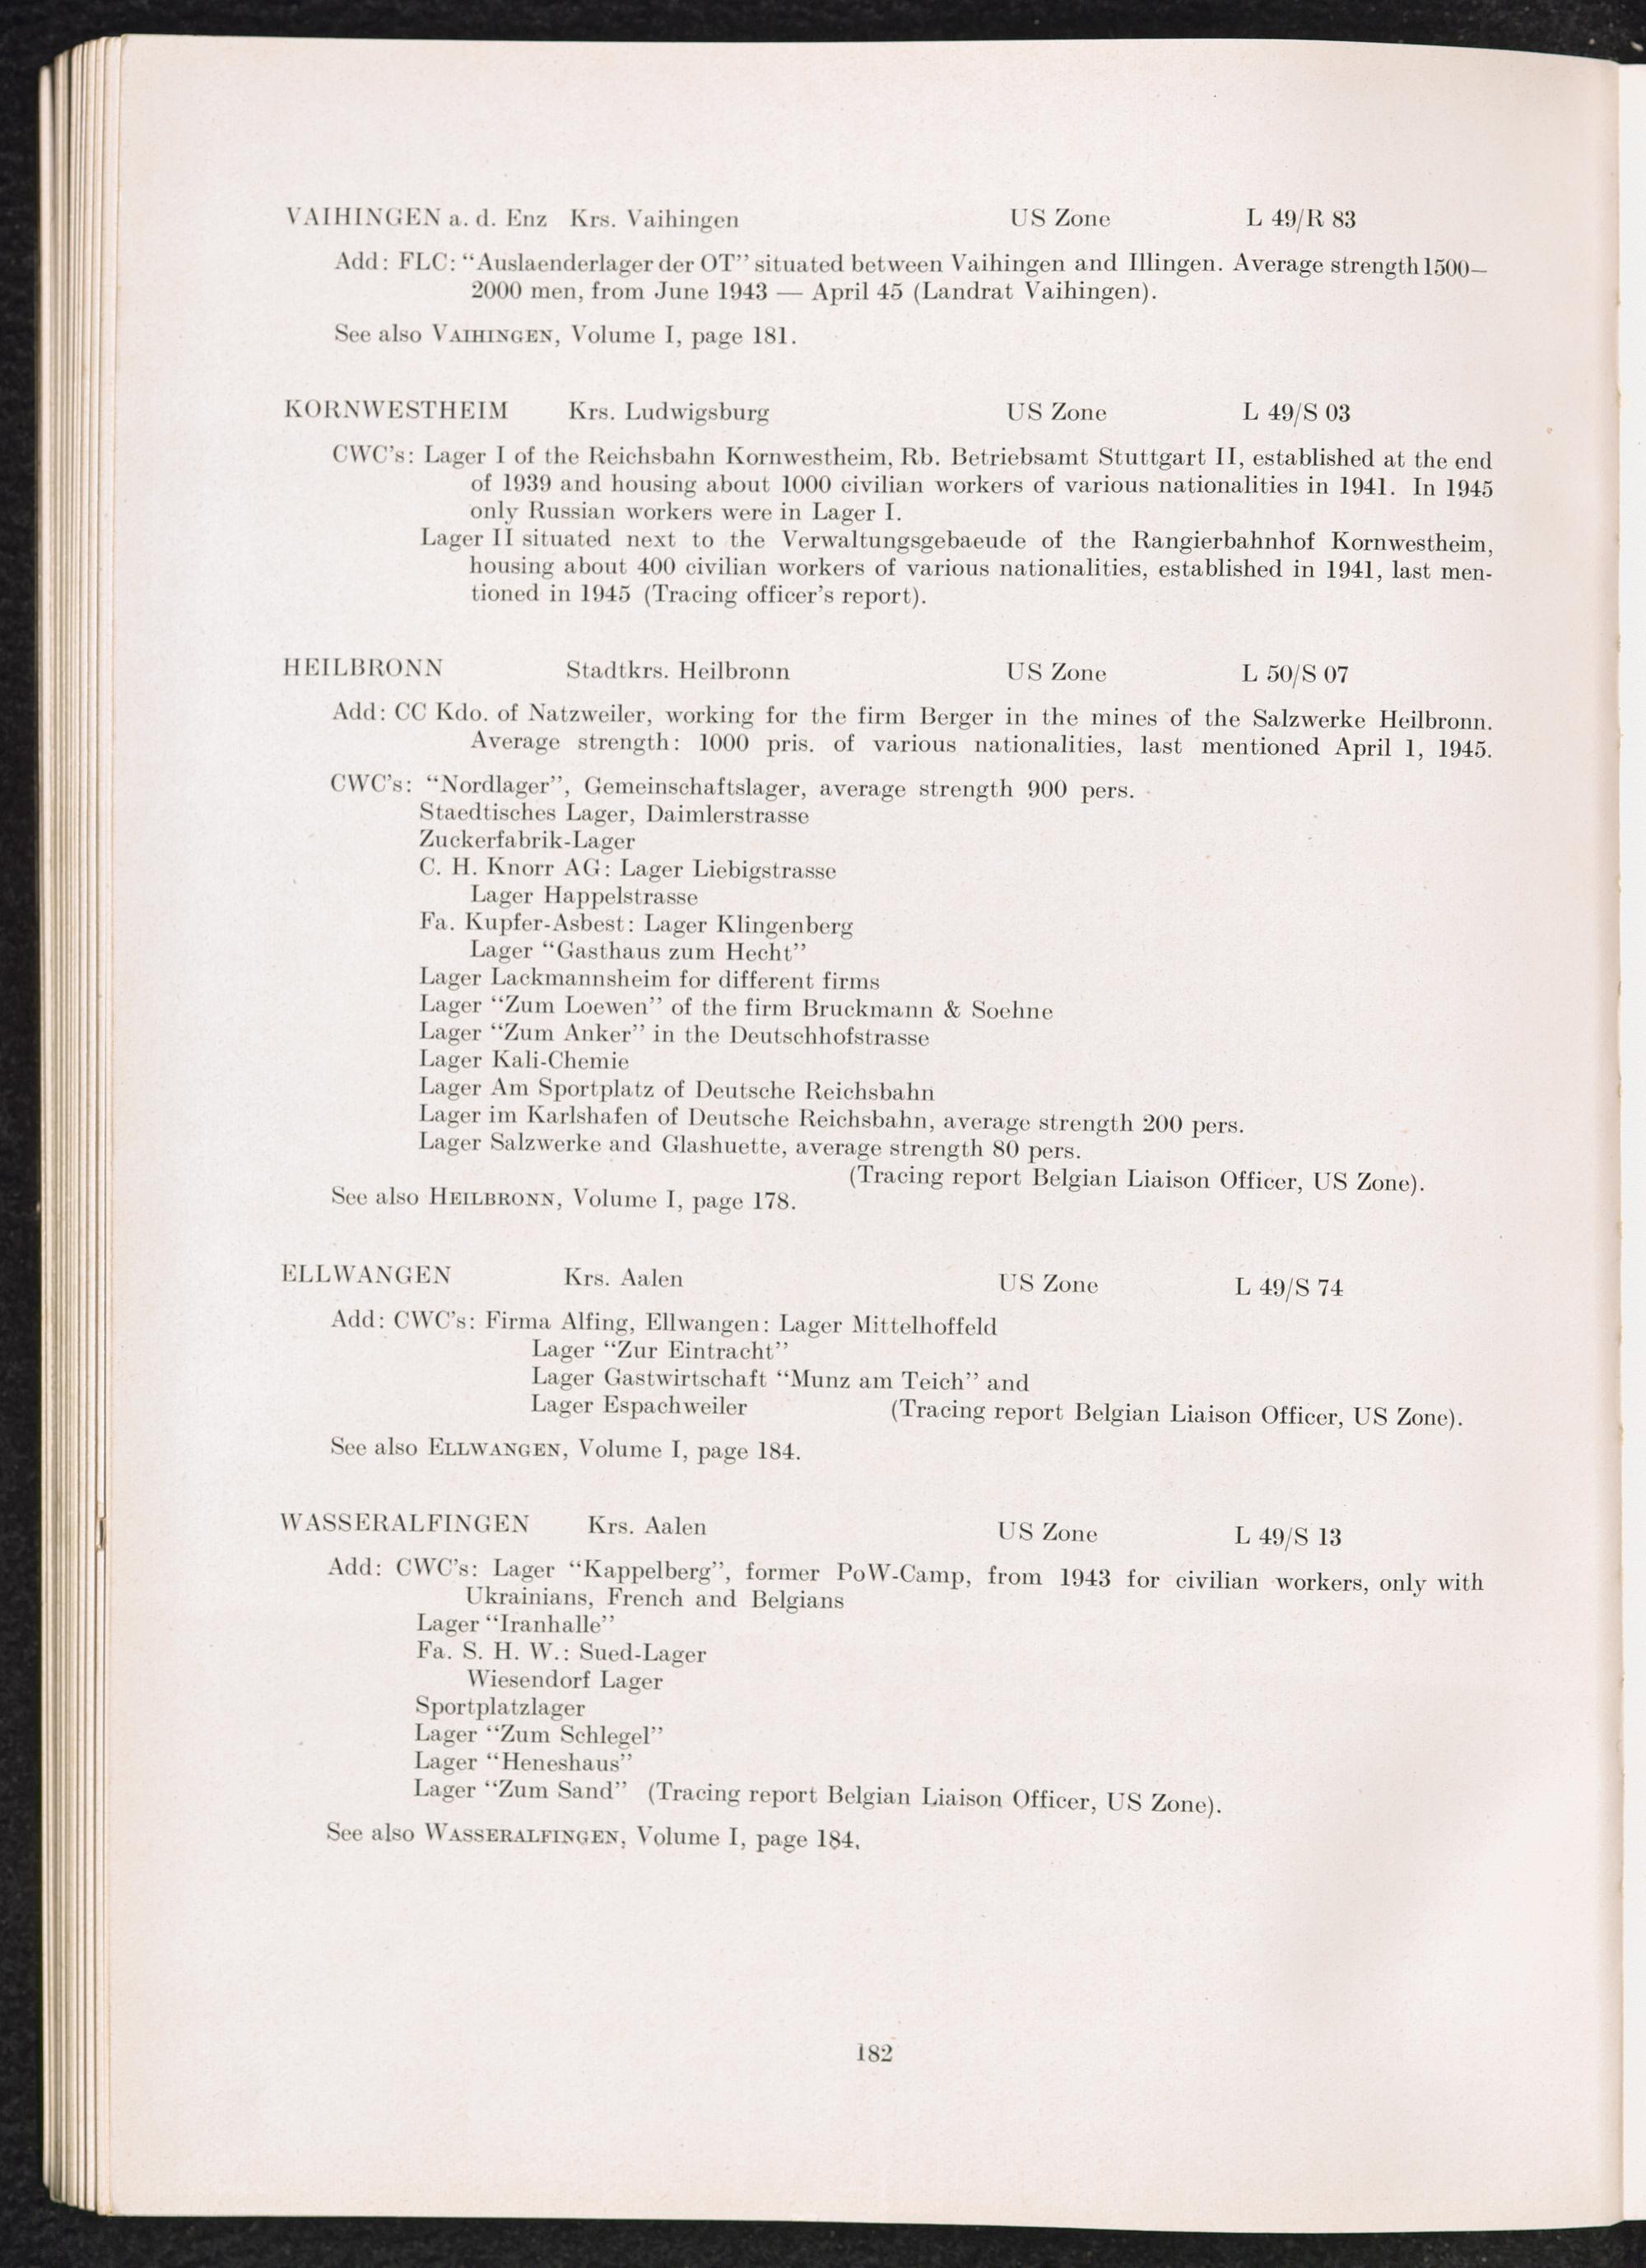 VAIHINGEN a. d. Enz Krs. Vaihingen US Zone L 49/R 83
Add: FLC: “Auslaenderlager der OT” situated between Vaihingen and Illingen. Average strength 1500–
2000 men, from June 1943 — April 45 (Landrat Vaihingen).
See also VAIHINGEN, Volume I, page 181.
KORNWESTHEIM Krs. Ludwigsburg US Zone L 49/S 03
CWC’s: Lager I of the Reichsbahn Kornwestheim, Rb. Betriebsamt Stuttgart II, established at the end
of 1939 and housing about 1000 civilian workers of various nationalities in 1941. In 1945
only Russian workers were in Lager I.
Lager II situated next to the Verwaltungsgebaeude of the Rangierbahnhof Kornwestheim,
housing about 400 civilian workers of various nationalities, established in 1941, last men-
tioned in 1945 (Tracing officer’s report).
HEILBRONN Stadtkrs. Heilbronn US Zone L 50/S 07
Add: CC Kdo. of Natzweiler, working for the firm Berger in the mines of the Salzwerke Heilbronn.
Average strength: 1000 pris. of various nationalities, last mentioned April 1, 1945.
CWC’s: “Nordlager”, Gemeinschaftslager, average strength 900 pers.
Staedtisches Lager, Daimlerstrasse
Zuckerfabrik-Lager
C. H. Knorr AG: Lager Liebigstrasse
Lager Happelstrasse
Fa. Kupfer-Asbest: Lager Klingenberg
Lager “Gasthaus zum Hecht”
Lager Lackmannsheim for different firms
Lager “Zum Loewen” of the firm Bruckmann & Soehne
Lager “Zum Anker” in the Deutschhofstrasse
Lager Kali-Chemie
Lager Am Sportplatz of Deutsche Reichsbahn
Lager im Karlshafen of Deutsche Reichsbahn, average strength 200 pers.
Lager Salzwerke and Glashuette, average strength 80 pers.
(Tracing report Belgian Liaison Officer, US Zone).
See also HEILBRONN, Volume I, page 178.
ELLWANGEN Krs. Aalen US Zone L 49/S 74
Add: CWC’s: Firma Alfing, Ellwangen: Lager Mittelhoffeld
Lager “Zur Eintracht”
Lager Gastwirtschaft “Munz am Teich” and
Lager Espachweiler (Tracing report Belgian Liaison Officer, US Zone).
See also ELLWANGEN, Volume I, page 184.
WASSERALFINGEN Krs. Aalen US Zone L 49/S 13
Add: CWC’s: Lager “Kappelberg”, former PoW-Camp, from 1943 for civilian workers, only with
Ukrainians, French and Belgians
Lager “Iranhalle”
Fa. S. H. W.: Sued-Lager
Wiesendorf Lager
Sportplatzlager
Lager “Zum Schlegel”
Lager “Heneshaus”
Lager “Zum Sand” (Tracing report Belgian Liaison Officer, US Zone).
See also WASSERALFINGEN, Volume I, page 184.
182